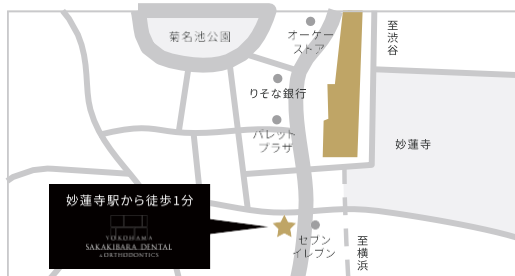 菊名池公園
オーケー
ストア
至渋谷
りそな銀行
パレット
プラザ
妙蓮寺
妙蓮寺駅から徒歩1分
YOKOHAMA
SAKAKIBARA DENTAL
& ORTHODONTICS
セブン
イレブン
至横浜